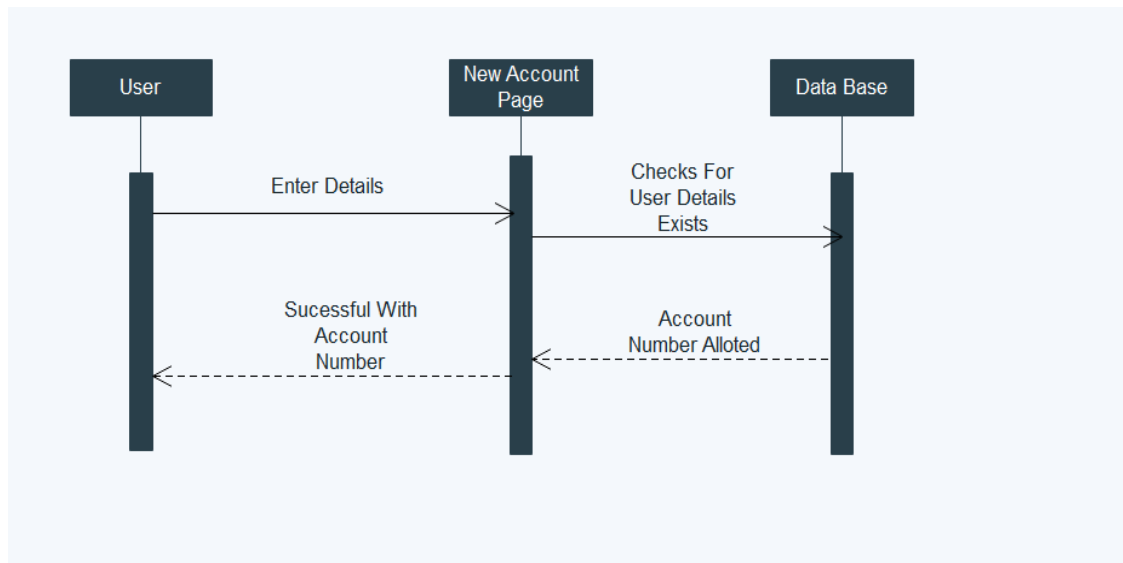 User
New Account
Page
Data Base
Enter Details
Checks For
User Details
Exists
Sucessful With
Account
Number
Account
Number Alloted